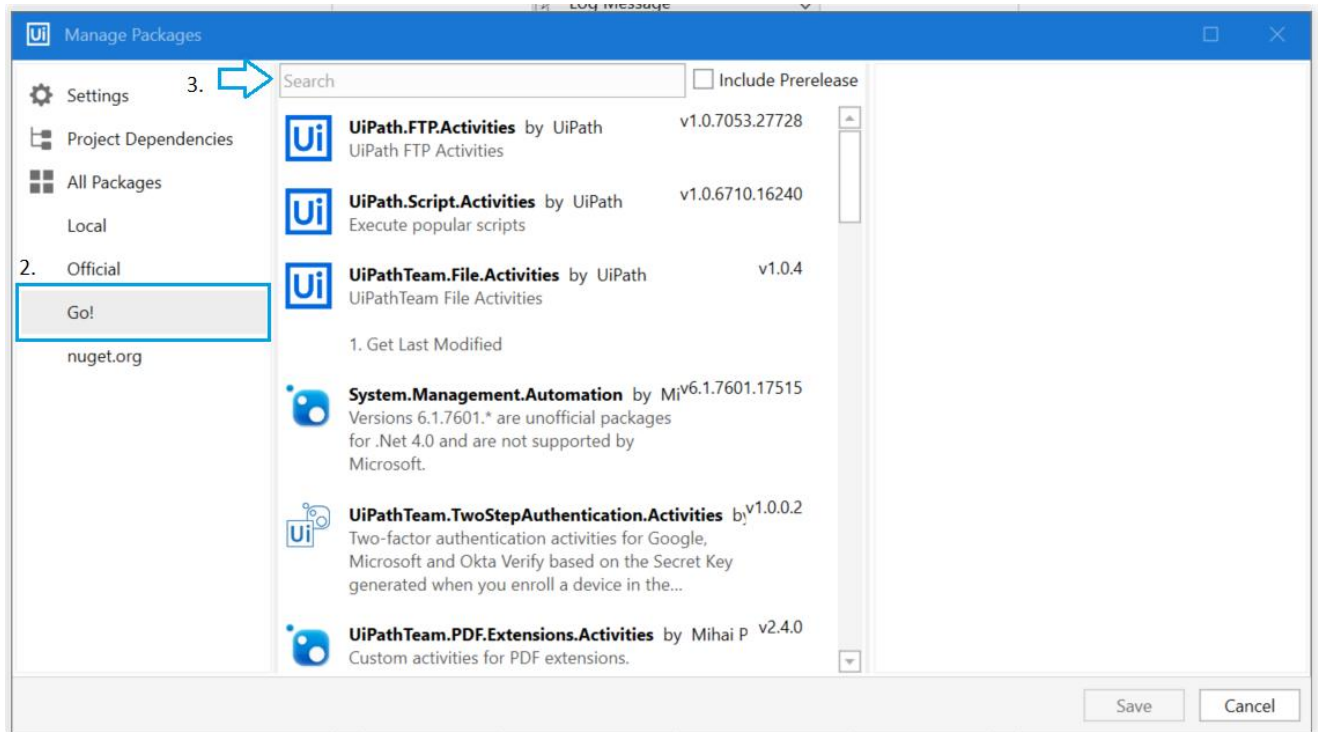 Log Message
Ui Manage Packages
Settings
Project Dependencies
All Packages
Local
2. Official
Go!
nuget.org
3. Search
Include Prerelease
Ui UiPath.FTP.Activities by UiPath v1.0.7053.27728
UiPath FTP Activities
Ui UiPath.Script.Activities by UiPath v1.0.6710.16240
Execute popular scripts
Ui UiPathTeam.File.Activities by UiPath v1.0.4
UiPathTeam File Activities
1. Get Last Modified
System.Management.Automation by Mi v6.1.7601.17515
Versions 6.1.7601.* are unofficial packages
for .Net 4.0 and are not supported by
Microsoft.
Ui UiPathTeam.TwoStepAuthentication.Activities by v1.0.0.2
Two-factor authentication activities for Google,
Microsoft and Okta Verify based on the Secret Key
generated when you enroll a device in the...
UiPathTeam.PDF.Extensions.Activities by Mihai P v2.4.0
Custom activities for PDF extensions.
Save
Cancel